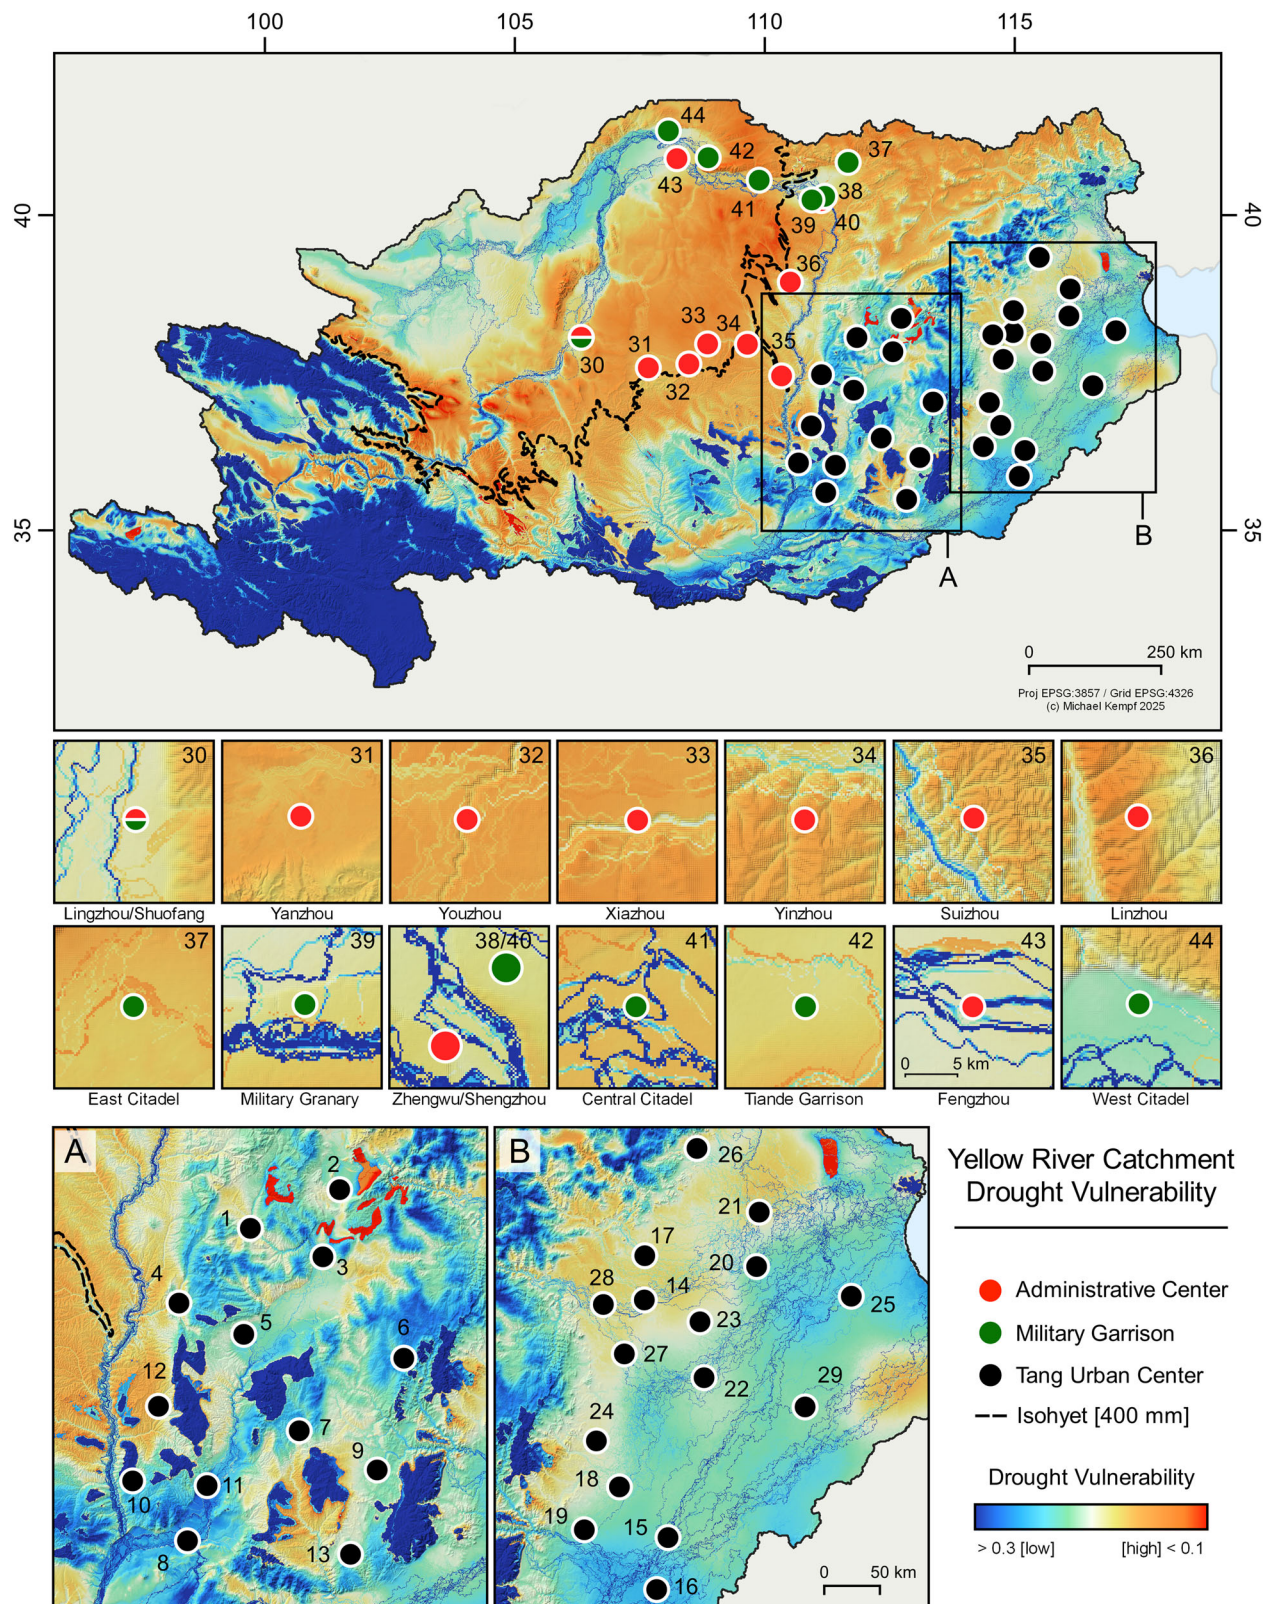 100 105 110 115
40 40
35 35
44
42
37
43
41
38
39 40
36
33 34
31 35
30 32
B
A
0 250 km
Proj EPSG:3857 / Grid EPSG:4326
(c) Michael Kempf 2025
30 31 32 33 34 35 36
Lingzhou/Shuofang Yanzhou Youzhou Xiazhou Yinzhou Suizhou Linzhou
37 39 38/40 41 42 43 44
0 5 km
East Citadel Military Granary Zhengwu/Shengzhou Central Citadel Tiande Garrison Fengzhou West Citadel
A
2
1
3
4
5
6
12
7
9
10 11
8
13
B
26
21
17
20
28 14
25
23
27
22
29
24
18
19
15
16
0 50 km
Yellow River Catchment
Drought Vulnerability
Administrative Center
Military Garrison
Tang Urban Center
Isohyet [400 mm]
Drought Vulnerability
> 0.3 [low] [high] < 0.1